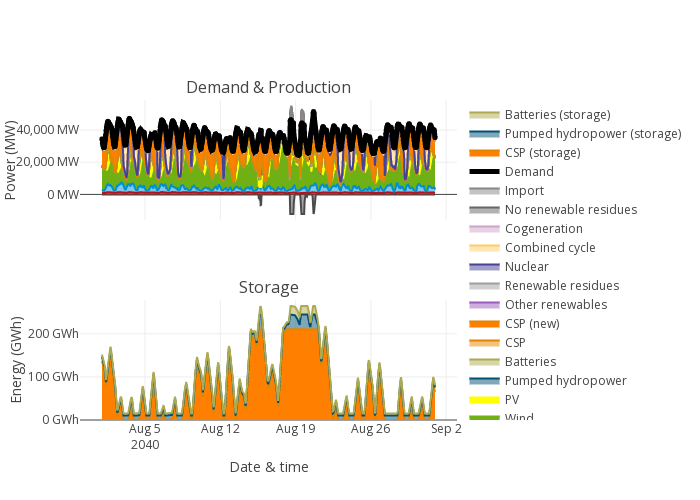 Demand & Production
Power (MW)
40,000 MW
20,000 MW
0 MW
Storage
Energy (GWh)
200 GWh
100 GWh
0 GWh
Aug 5
2040
Aug 12
Aug 19
Aug 26
Sep 2
Date & time
Batteries (storage)
Pumped hydropower (storage)
CSP (storage)
Demand
Import
No renewable residues
Cogeneration
Combined cycle
Nuclear
Renewable residues
Other renewables
CSP (new)
CSP
Batteries
Pumped hydropower
PV
Wind